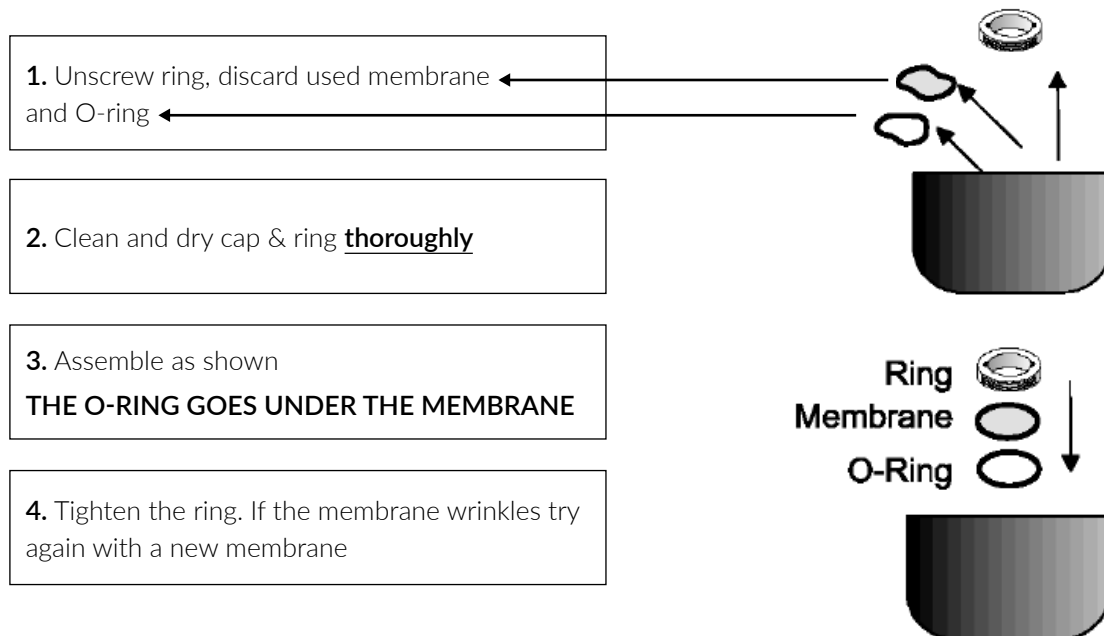 1. Unscrew ring, discard used membrane
and O-ring
2. Clean and dry cap & ring thoroughly
3. Assemble as shown
THE O-RING GOES UNDER THE MEMBRANE
Ring
Membrane
O-Ring
4. Tighten the ring. If the membrane wrinkles try
again with a new membrane